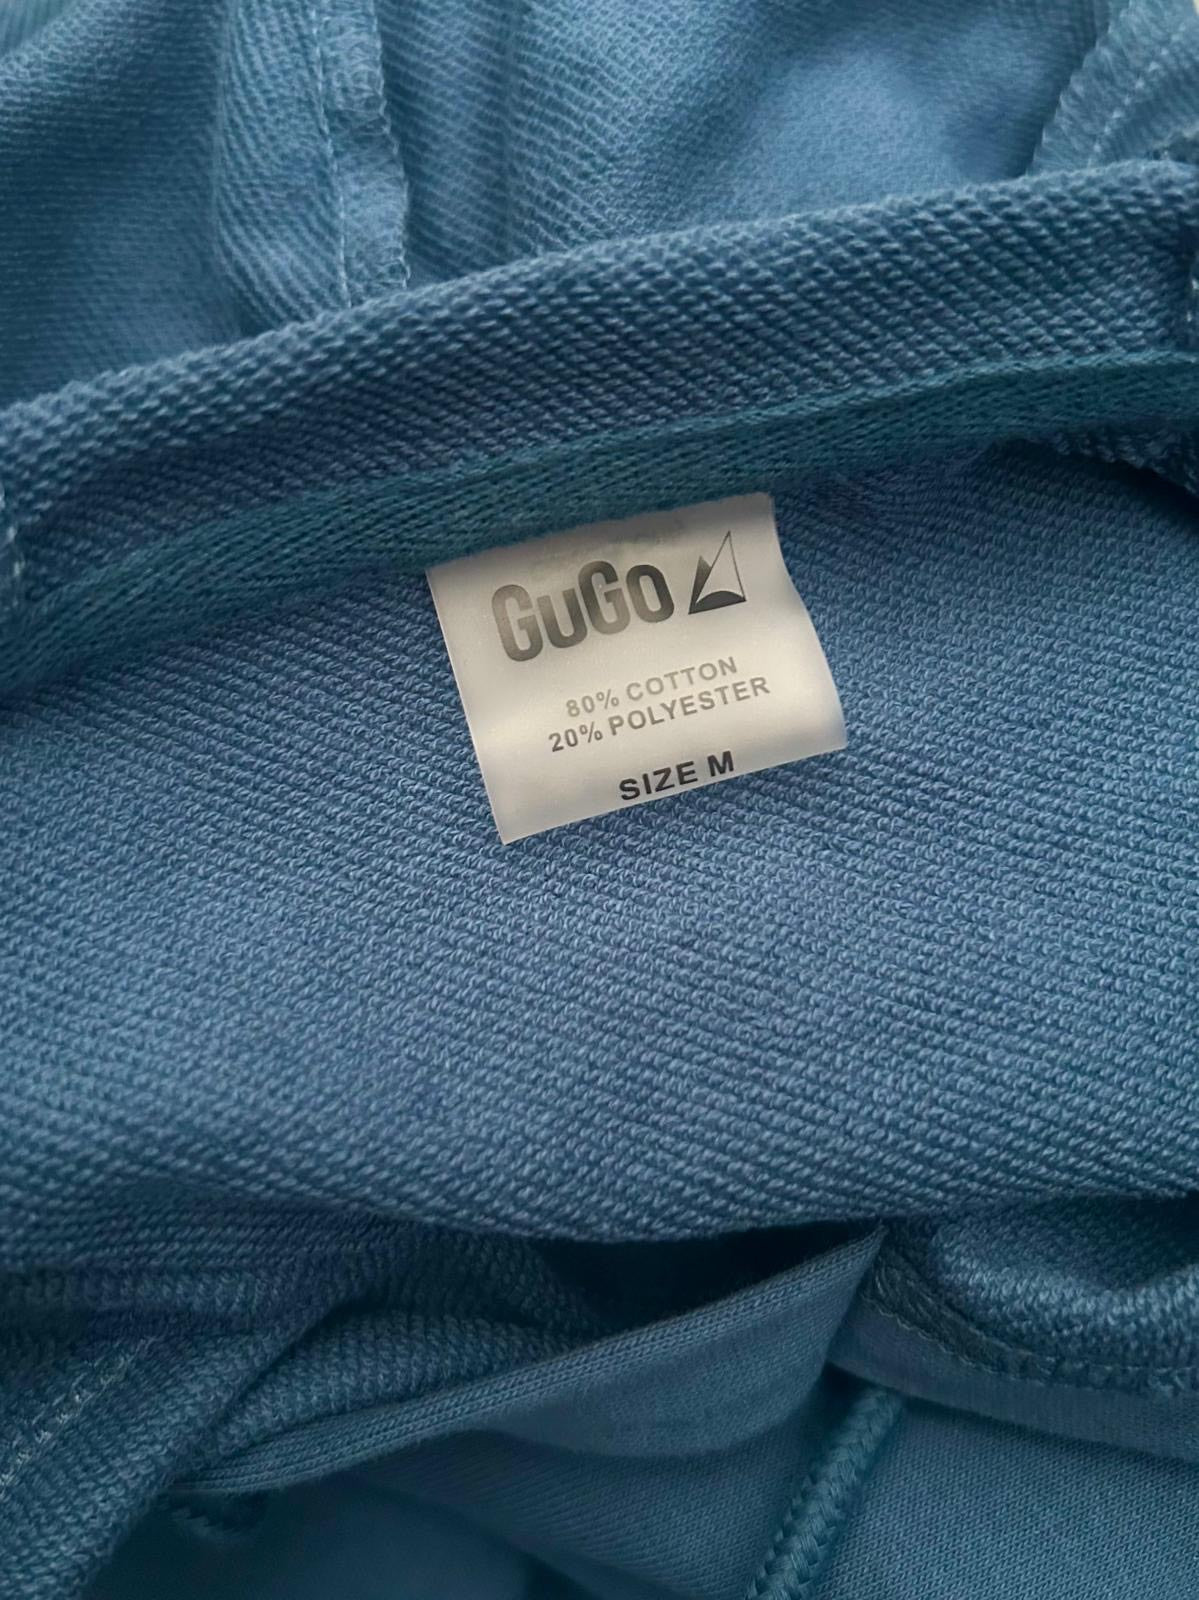 GUGO
80% COTTON
20% POLYESTER
SIZE M